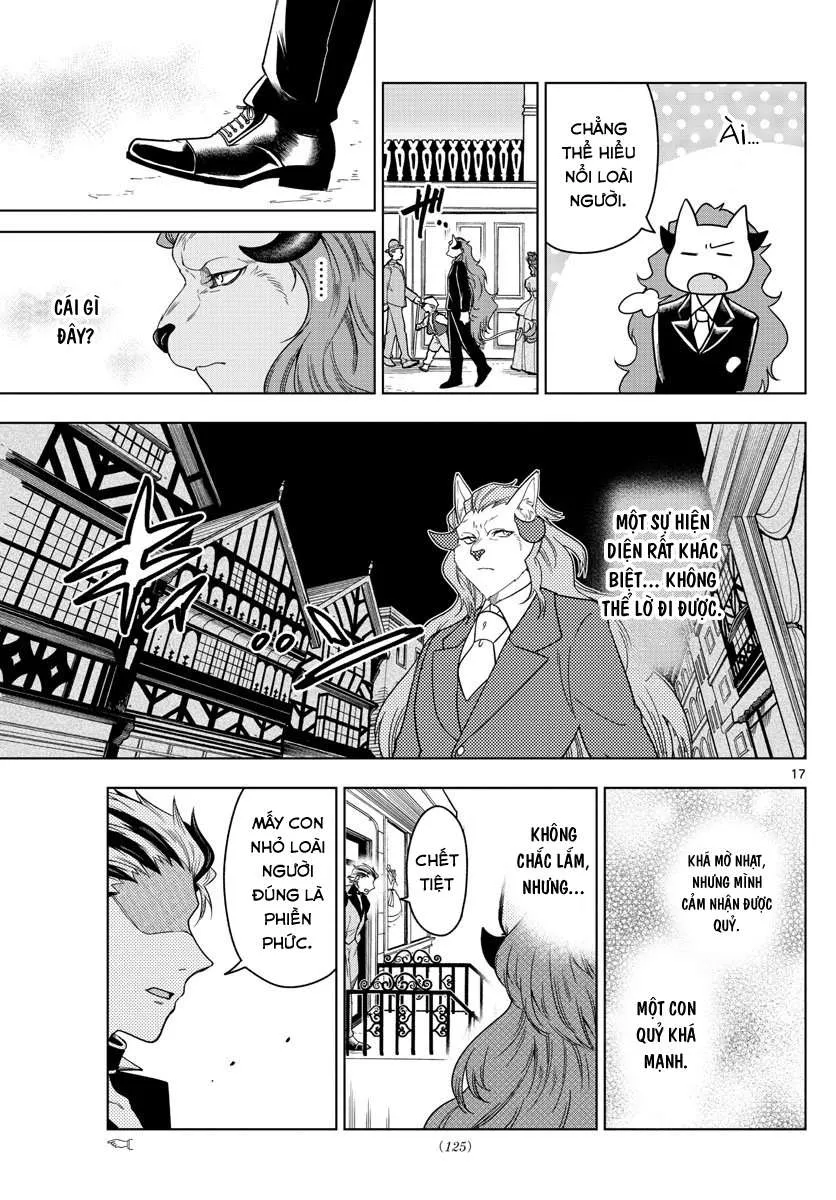 ÀI...
CHẲNG
THỂ HIỂU
NỔI LOÀI
NGƯỜI.
CÁI GÌ
ĐÂY?
MỘT SỰ HIỆN
DIỆN RẤT KHÁC
BIỆT... KHÔNG
THỂ LỜ ĐI ĐƯỢC.
17
KHÁ MỜ NHẠT,
NHƯNG MÌNH
CẢM NHẬN ĐƯỢC
QUỶ.
MỘT CON
QUỶ KHÁ
MẠNH.
KHÔNG
CHẮC LẮM,
NHƯNG...
CHẾT
TIỆT
MẤY CON
NHỎ LOÀI
NGƯỜI
ĐÚNG LÀ
PHIỀN
PHỨC.
(125)